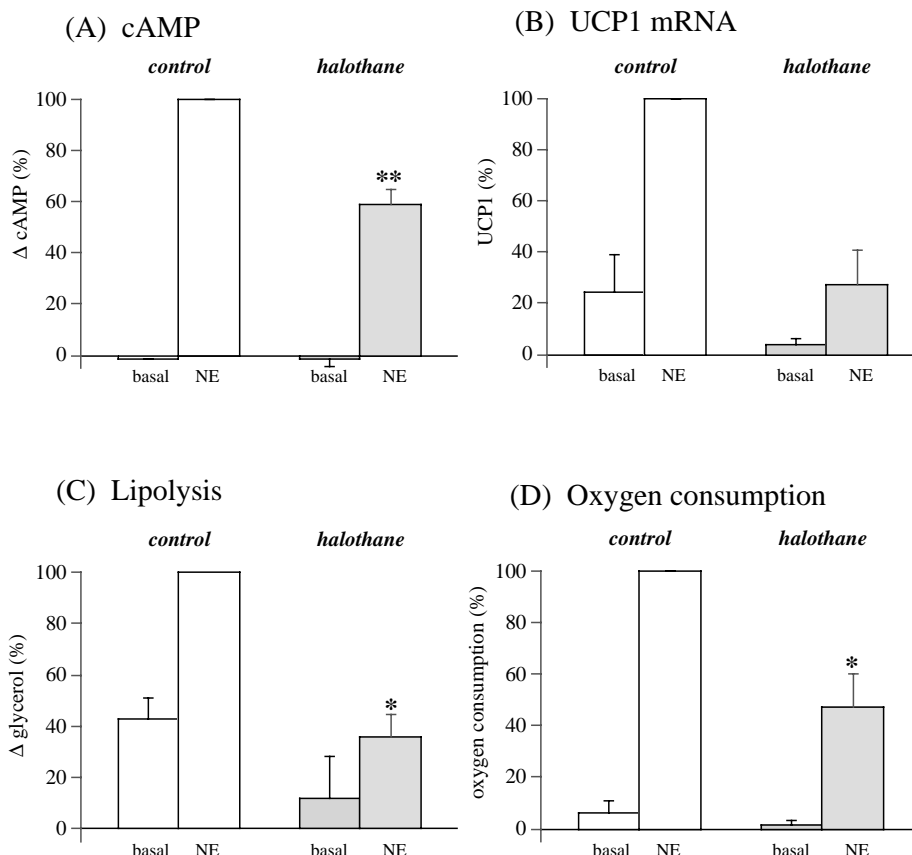 (A) cAMP
control halothane
Δ cAMP (%)
100
80
60
40
20
0
**
basal NE basal NE
(B) UCP1 mRNA
control halothane
UCP1 (%)
100
80
60
40
20
0
basal NE basal NE
(C) Lipolysis
control halothane
Δ glycerol (%)
100
80
60
40
20
0
*
basal NE basal NE
(D) Oxygen consumption
control halothane
oxygen consumption (%)
100
80
60
40
20
0
*
basal NE basal NE